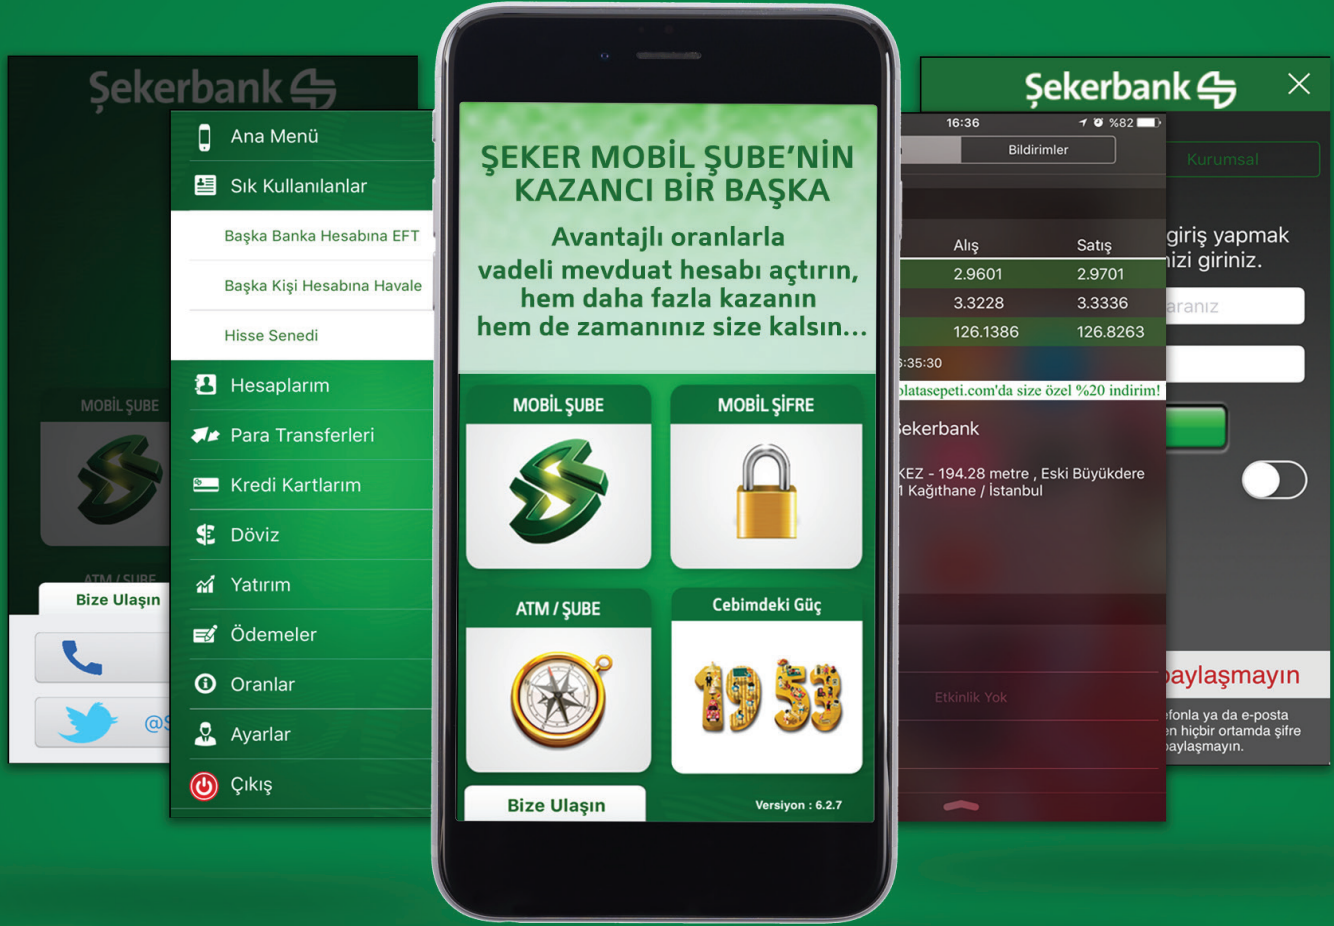 Şekerbank
MOBİL ŞUBE
ATM / ŞUBE
Bize Ulaşın
Ana Menü
Sık Kullanılanlar
Başka Banka Hesabına EFT
Başka Kişi Hesabına Havale
Hisse Senedi
Hesaplarım
Para Transferleri
Kredi Kartlarım
Döviz
Yatırım
Ödemeler
Oranlar
Ayarlar
Çıkış
ŞEKER MOBİL ŞUBE’NİN
KAZANCI BİR BAŞKA
Avantajlı oranlarla
vadeli mevduat hesabı açtırın,
hem daha fazla kazanın
hem de zamanınız size kalsın...
MOBİL ŞUBE
MOBİL ŞİFRE
ATM / ŞUBE
Cebimdeki Güç
1953
Bize Ulaşın
Versiyon : 6.2.7
16:36 %82
Bildirimler
Alış Satış
2.9601 2.9701
3.3228 3.3336
126.1386 126.8263
:35:30
olatasepeti.com'da size özel %20 indirim!
Şekerbank
KEZ - 194.28 metre , Eski Büyükdere
1 Kağıthane / İstanbul
Etkinlik Yok
Şekerbank
Kurumsal
giriş yapmak
nizi giriniz.
aranız
paylaşmayın
efonla ya da e-posta
en hiçbir ortamda şifre
paylaşmayın.